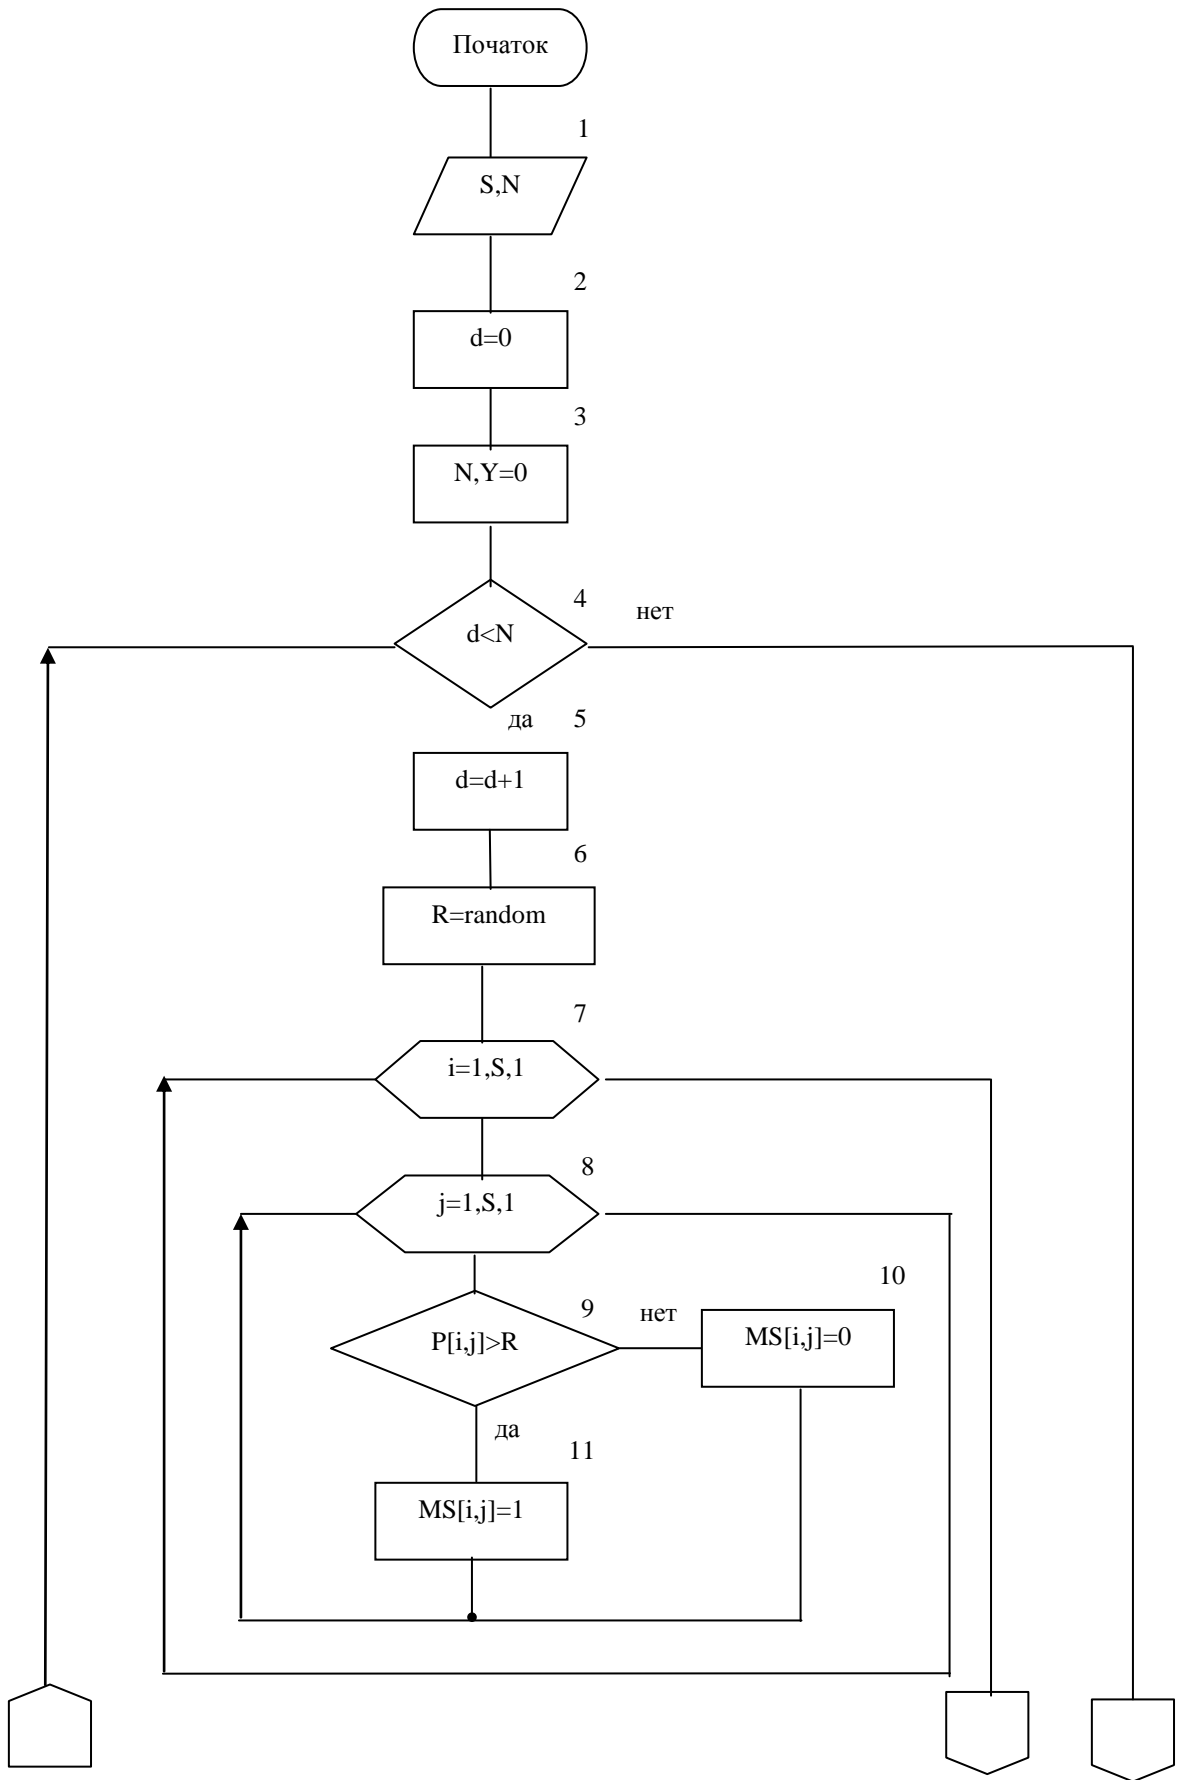 Початок
1
S,N
2
d=0
3
N,Y=0
4
нет
d<N
да
5
d=d+1
6
R=random
7
i=1,S,1
8
j=1,S,1
10
9
нет
MS[i,j]=0
P[i,j]>R
да
11
MS[i,j]=1